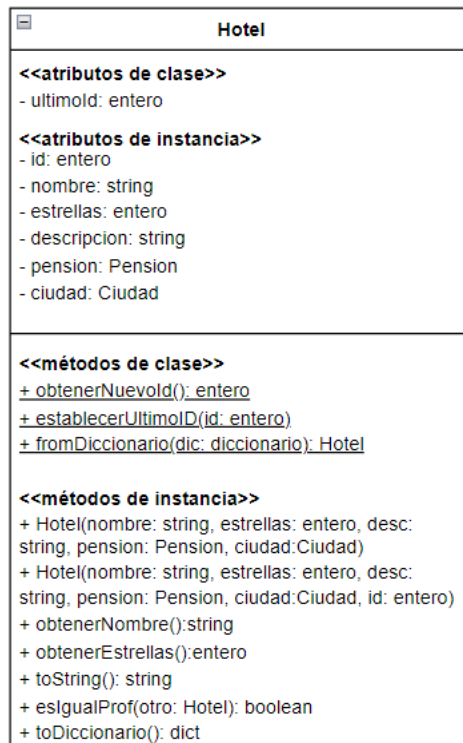 Hotel
<<atributos de clase>>
- ultimoId: entero
<<atributos de instancia>>
- id: entero
- nombre: string
- estrellas: entero
- descripcion: string
- pension: Pension
- ciudad: Ciudad
<<métodos de clase>>
+ obtenerNuevoId(): entero
+ establecerUltimoID(id: entero)
+ fromDiccionario(dic: diccionario): Hotel
<<métodos de instancia>>
+ Hotel(nombre: string, estrellas: entero, desc:
string, pension: Pension, ciudad:Ciudad)
+ Hotel(nombre: string, estrellas: entero, desc:
string, pension: Pension, ciudad:Ciudad, id: entero)
+ obtenerNombre():string
+ obtenerEstrellas():entero
+ toString(): string
+ esIgualProf(otro: Hotel): boolean
+ toDiccionario(): dict